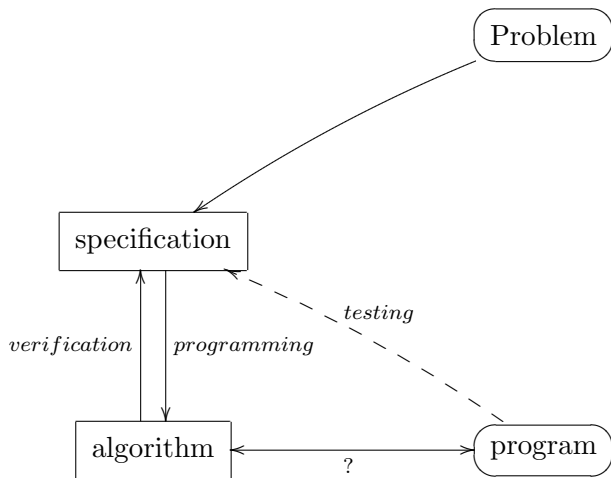 Problem
specification
testing
verification
programming
algorithm
program
?